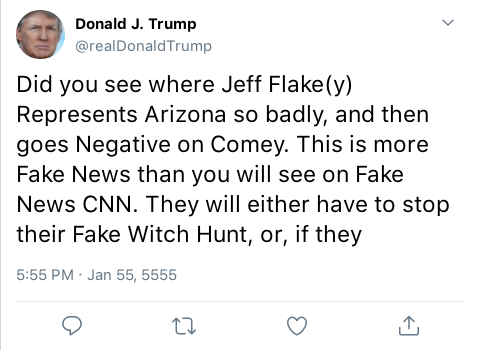 Donald J. Trump
@realDonaldTrump
Did you see where Jeff Flake(y)
Represents Arizona so badly, and then
goes Negative on Comey. This is more
Fake News than you will see on Fake
News CNN. They will either have to stop
their Fake Witch Hunt, or, if they
5:55 PM · Jan 55, 5555